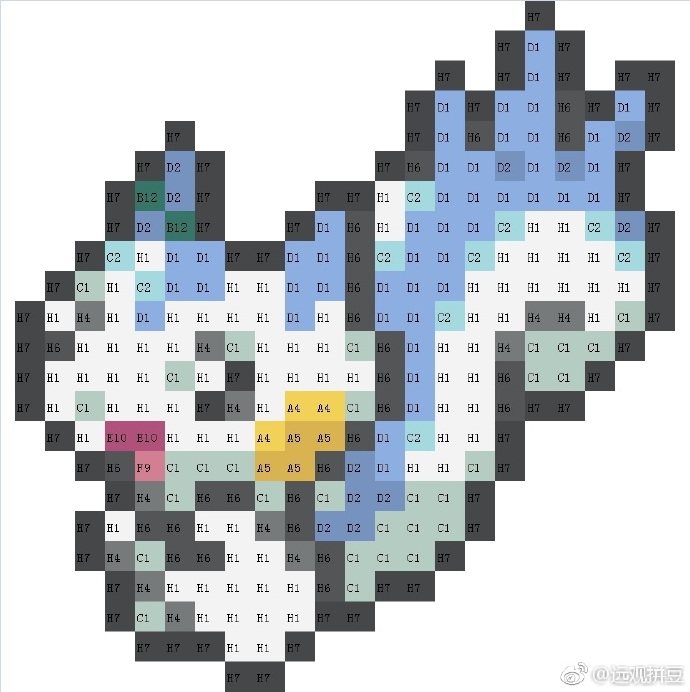 H7
H7 D1 H7
H7 H7 D1 H7 H7 H7
H7 D1 H7 D1 D1 H6 H7 D1 H7
H7 H7 D1 H6 D1 D1 H6 D1 D2 H7
H7 D2 H7 H7 H6 D1 D1 D2 D1 D2 D1 H7
H7 B12 D2 H7 H7 H7 H1 C2 D1 D1 D1 D1 D1 D1 H7
H7 D2 B12 H7 H7 D1 H6 H1 D1 D1 D1 C2 H1 H1 C2 D2 H7
H7 C2 H1 D1 D1 H7 H7 D1 D1 H6 C2 D1 D1 C2 H1 H1 H1 H1 C2 H7
H7 C1 H1 C2 D1 D1 H1 H1 D1 D1 H6 D1 D1 D1 H1 H1 H1 H1 H1 H1 H7
H7 H1 H4 H1 D1 H1 H1 H1 H1 D1 H1 H6 D1 D1 C2 H1 H1 H4 H4 H1 C1 H7
H7 H6 H1 H1 H1 H1 H4 C1 H1 H1 H1 C1 H6 D1 H1 H1 H4 C1 C1 C1 H7
H7 H1 H1 H1 H1 C1 H1 H7 H1 H1 H1 H1 H6 D1 H1 H1 H6 C1 C1 H7
H7 H1 C1 H1 H1 H1 H7 H4 H1 A4 A4 C1 H6 D1 H1 H1 H6 H7 H7
H7 H1 E10 E10 H1 H1 H1 A4 A5 A5 H6 D1 C2 H1 H1 H7
H7 H6 F9 C1 C1 C1 A5 A5 H6 D2 D1 H1 H1 C1 H7
H7 H4 C1 H6 H6 C1 H6 C1 D2 D2 C1 C1 H7
H7 H1 H6 H6 H1 H1 H4 H6 D2 D2 C1 C1 C1 H7
H7 H4 C1 H6 H6 H1 H1 H4 H6 C1 C1 C1 H7
H7 H4 H1 H1 H1 H1 H1 H6 C1 H7 H7
H7 C1 H4 H1 H1 H1 H1 H7 H7
H7 H7 H7 H1 H1 H7
H7 H7
@远观拼豆